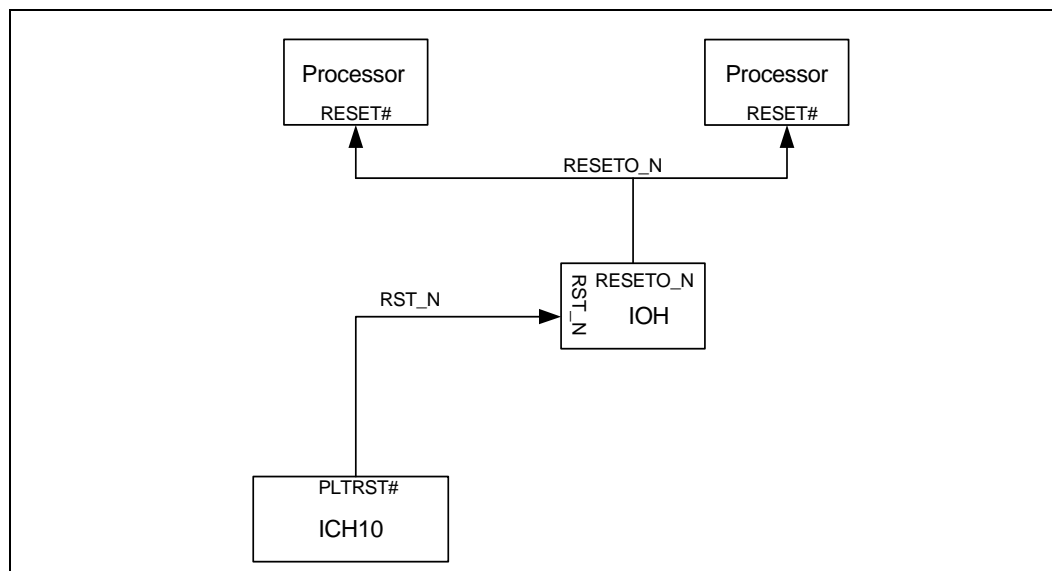 Processor
RESET#
Processor
RESET#
RESETO_N
RESETO_N
RST_N
IOH
RST_N
PLTRST#
ICH10